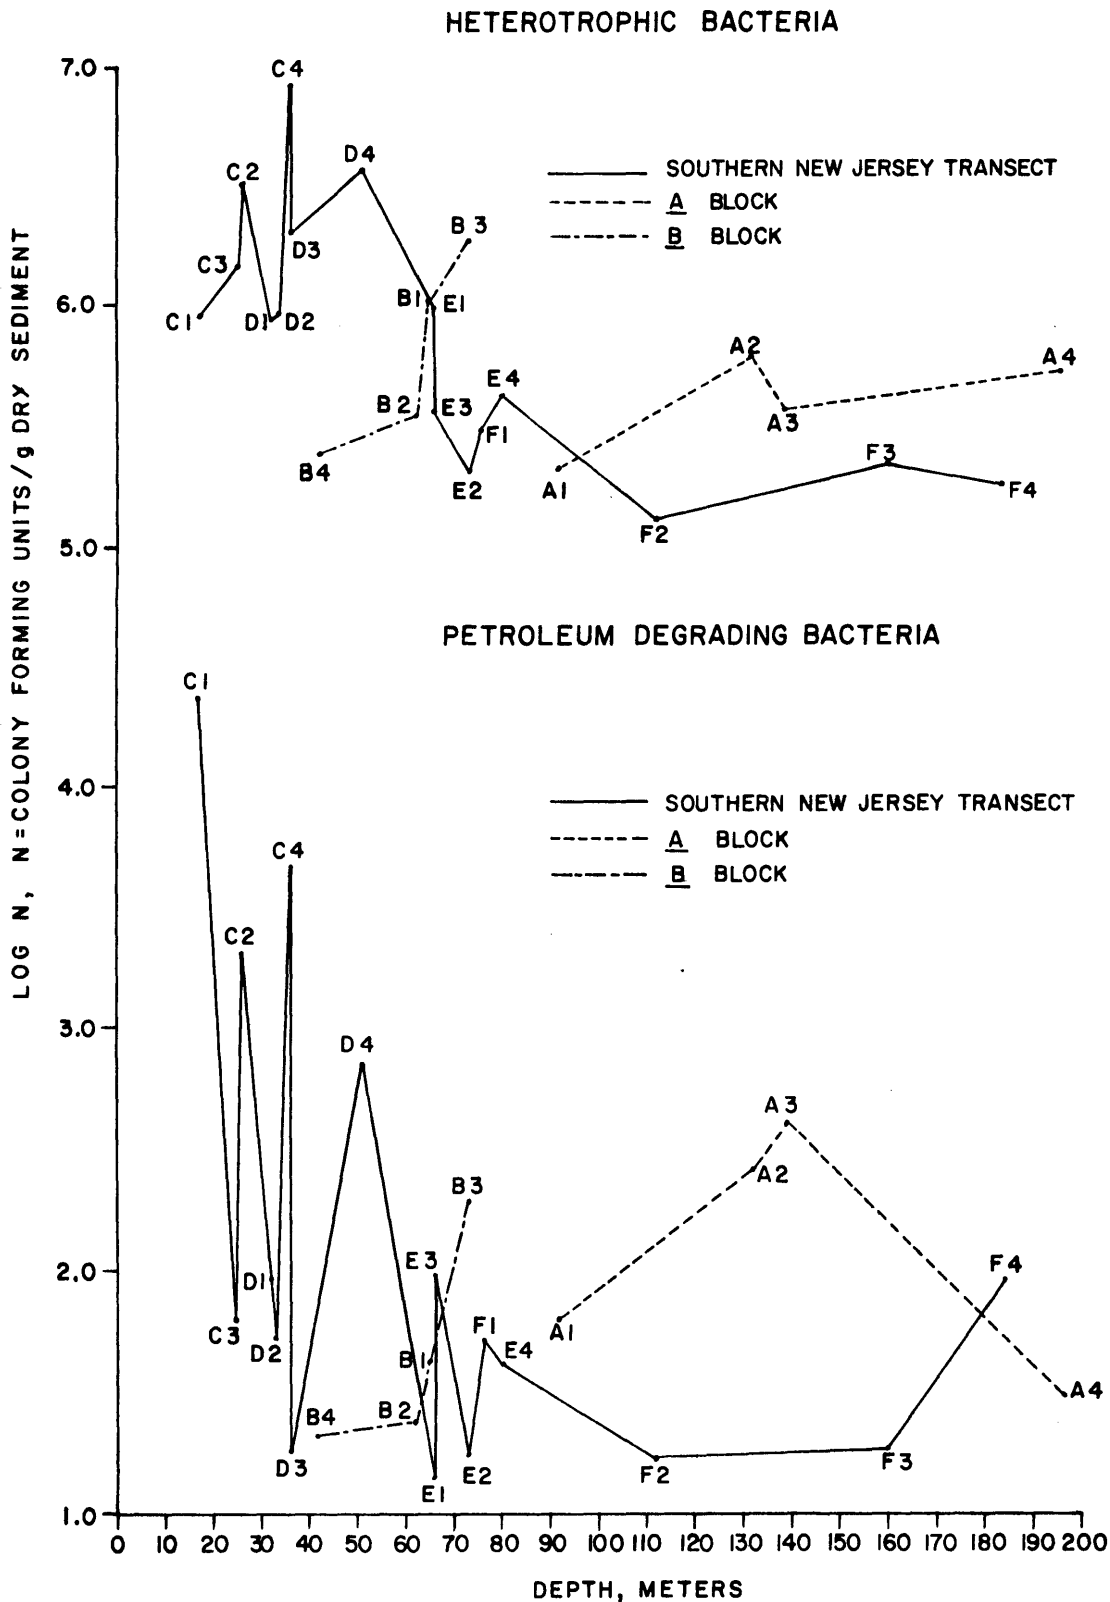 HETEROTROPHIC BACTERIA
7.0
C4
D4
C2
SOUTHERN NEW JERSEY TRANSECT
A BLOCK
B BLOCK
B3
D3
C3
6.0
C1
D1
D2
B1
E1
A2
A4
E4
B2
E3
F1
A3
B4
E2
A1
F3
F4
F2
5.0
LOG N, N=COLONY FORMING UNITS/g DRY SEDIMENT
PETROLEUM DEGRADING BACTERIA
C1
4.0
SOUTHERN NEW JERSEY TRANSECT
A BLOCK
B BLOCK
C4
C2
3.0
D4
A3
A2
B3
2.0
D1
E3
F4
C3
D2
F1
A1
B1
E4
B4
B2
A4
D3
E1
E2
F2
F3
1.0
0 10 20 30 40 50 60 70 80 90 100 110 120 130 140 150 160 170 180 190 200
DEPTH, METERS